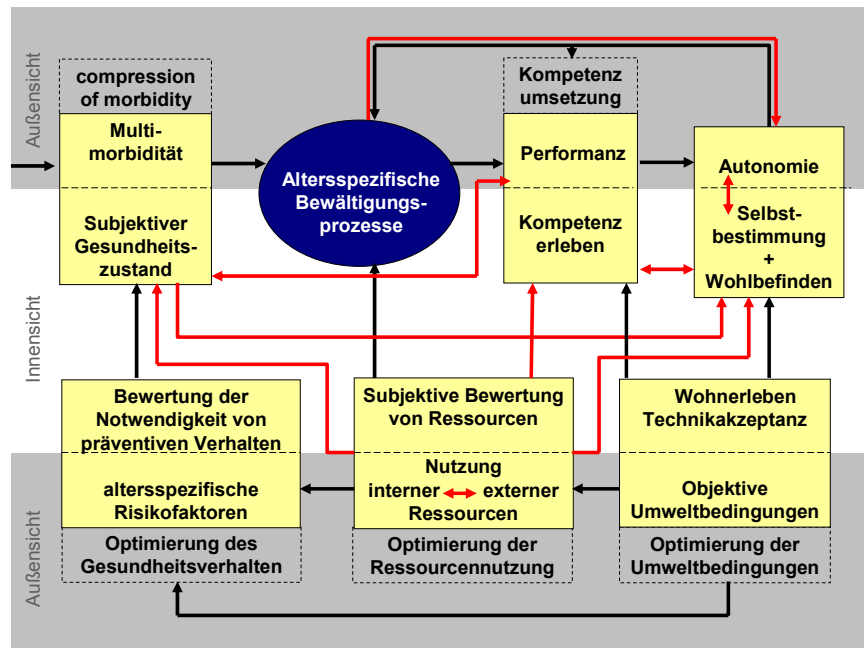 Außensicht
Innensicht
Außensicht
compression
of morbidity
Multi-
morbidität
Subjektiver
Gesundheits-
zustand
Altersspezifische
Bewältigungs-
prozesse
Kompetenz
umsetzung
Performanz
Kompetenz
erleben
Autonomie
Selbst-
bestimmung
+
Wohlbefinden
Bewertung der
Notwendigkeit von
präventiven Verhalten
altersspezifische
Risikofaktoren
Optimierung des
Gesundheitsverhalten
Subjektive Bewertung
von Ressourcen
Nutzung
interner externer
Ressourcen
Optimierung der
Ressourcennutzung
Wohnerleben
Technikakzeptanz
Objektive
Umweltbedingungen
Optimierung der
Umweltbedingungen